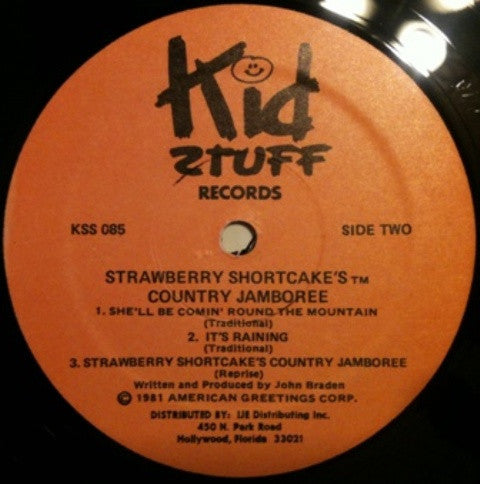 Kid
STUFF
RECORDS
KSS 085
SIDE TWO
STRAWBERRY SHORTCAKE'S TM
COUNTRY JAMBOREE
1. SHE'LL BE COMIN' ROUND THE MOUNTAIN
(Traditional)
2. IT'S RAINING
(Traditional)
3. STRAWBERRY SHORTCAKE'S COUNTRY JAMBOREE
(Reprise)
Written and Produced by John Braden
© 1981 AMERICAN GREETINGS CORP.
DISTRIBUTED BY: IJE Distributing Inc.
450 N. Park Road
Hollywood, Florida 33021